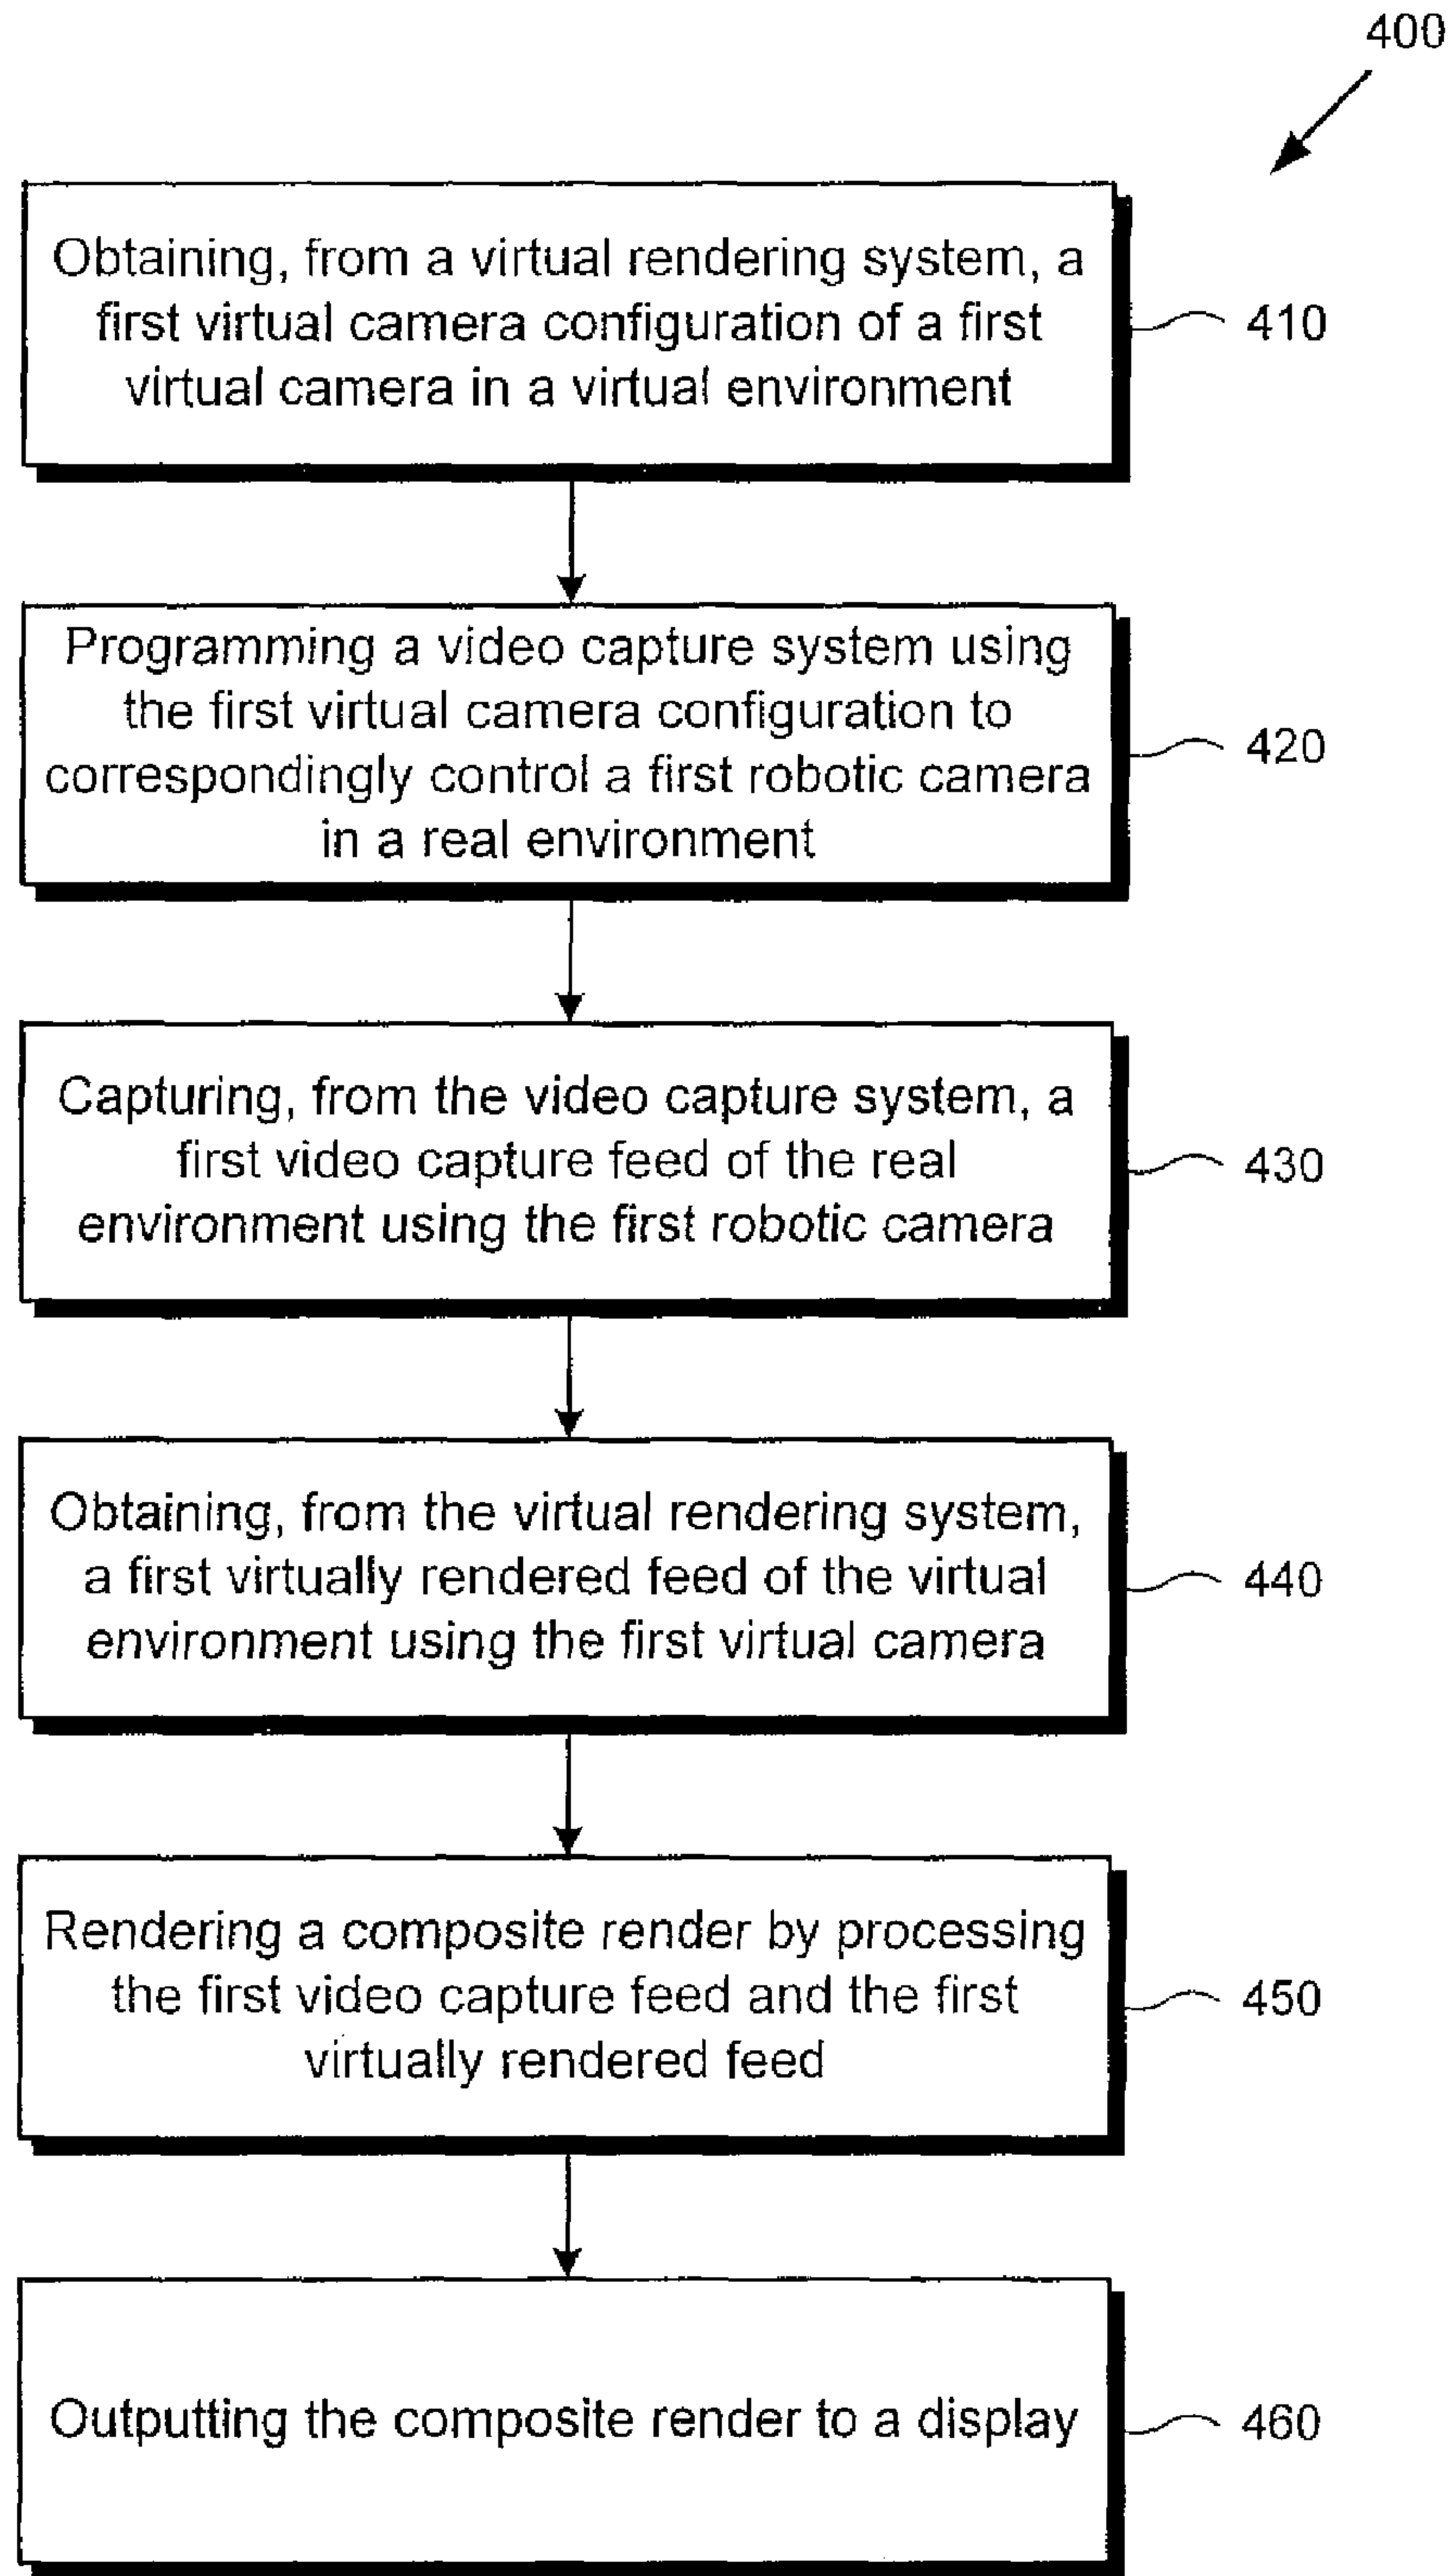 400
Obtaining, from a virtual rendering system, a
first virtual camera configuration of a first
virtual camera in a virtual environment
410
Programming a video capture system using
the first virtual camera configuration to
correspondingly control a first robotic camera
in a real environment
420
Capturing, from the video capture system, a
first video capture feed of the real
environment using the first robotic camera
430
Obtaining, from the virtual rendering system,
a first virtually rendered feed of the virtual
environment using the first virtual camera
440
Rendering a composite render by processing
the first video capture feed and the first
virtually rendered feed
450
Outputting the composite render to a display
460